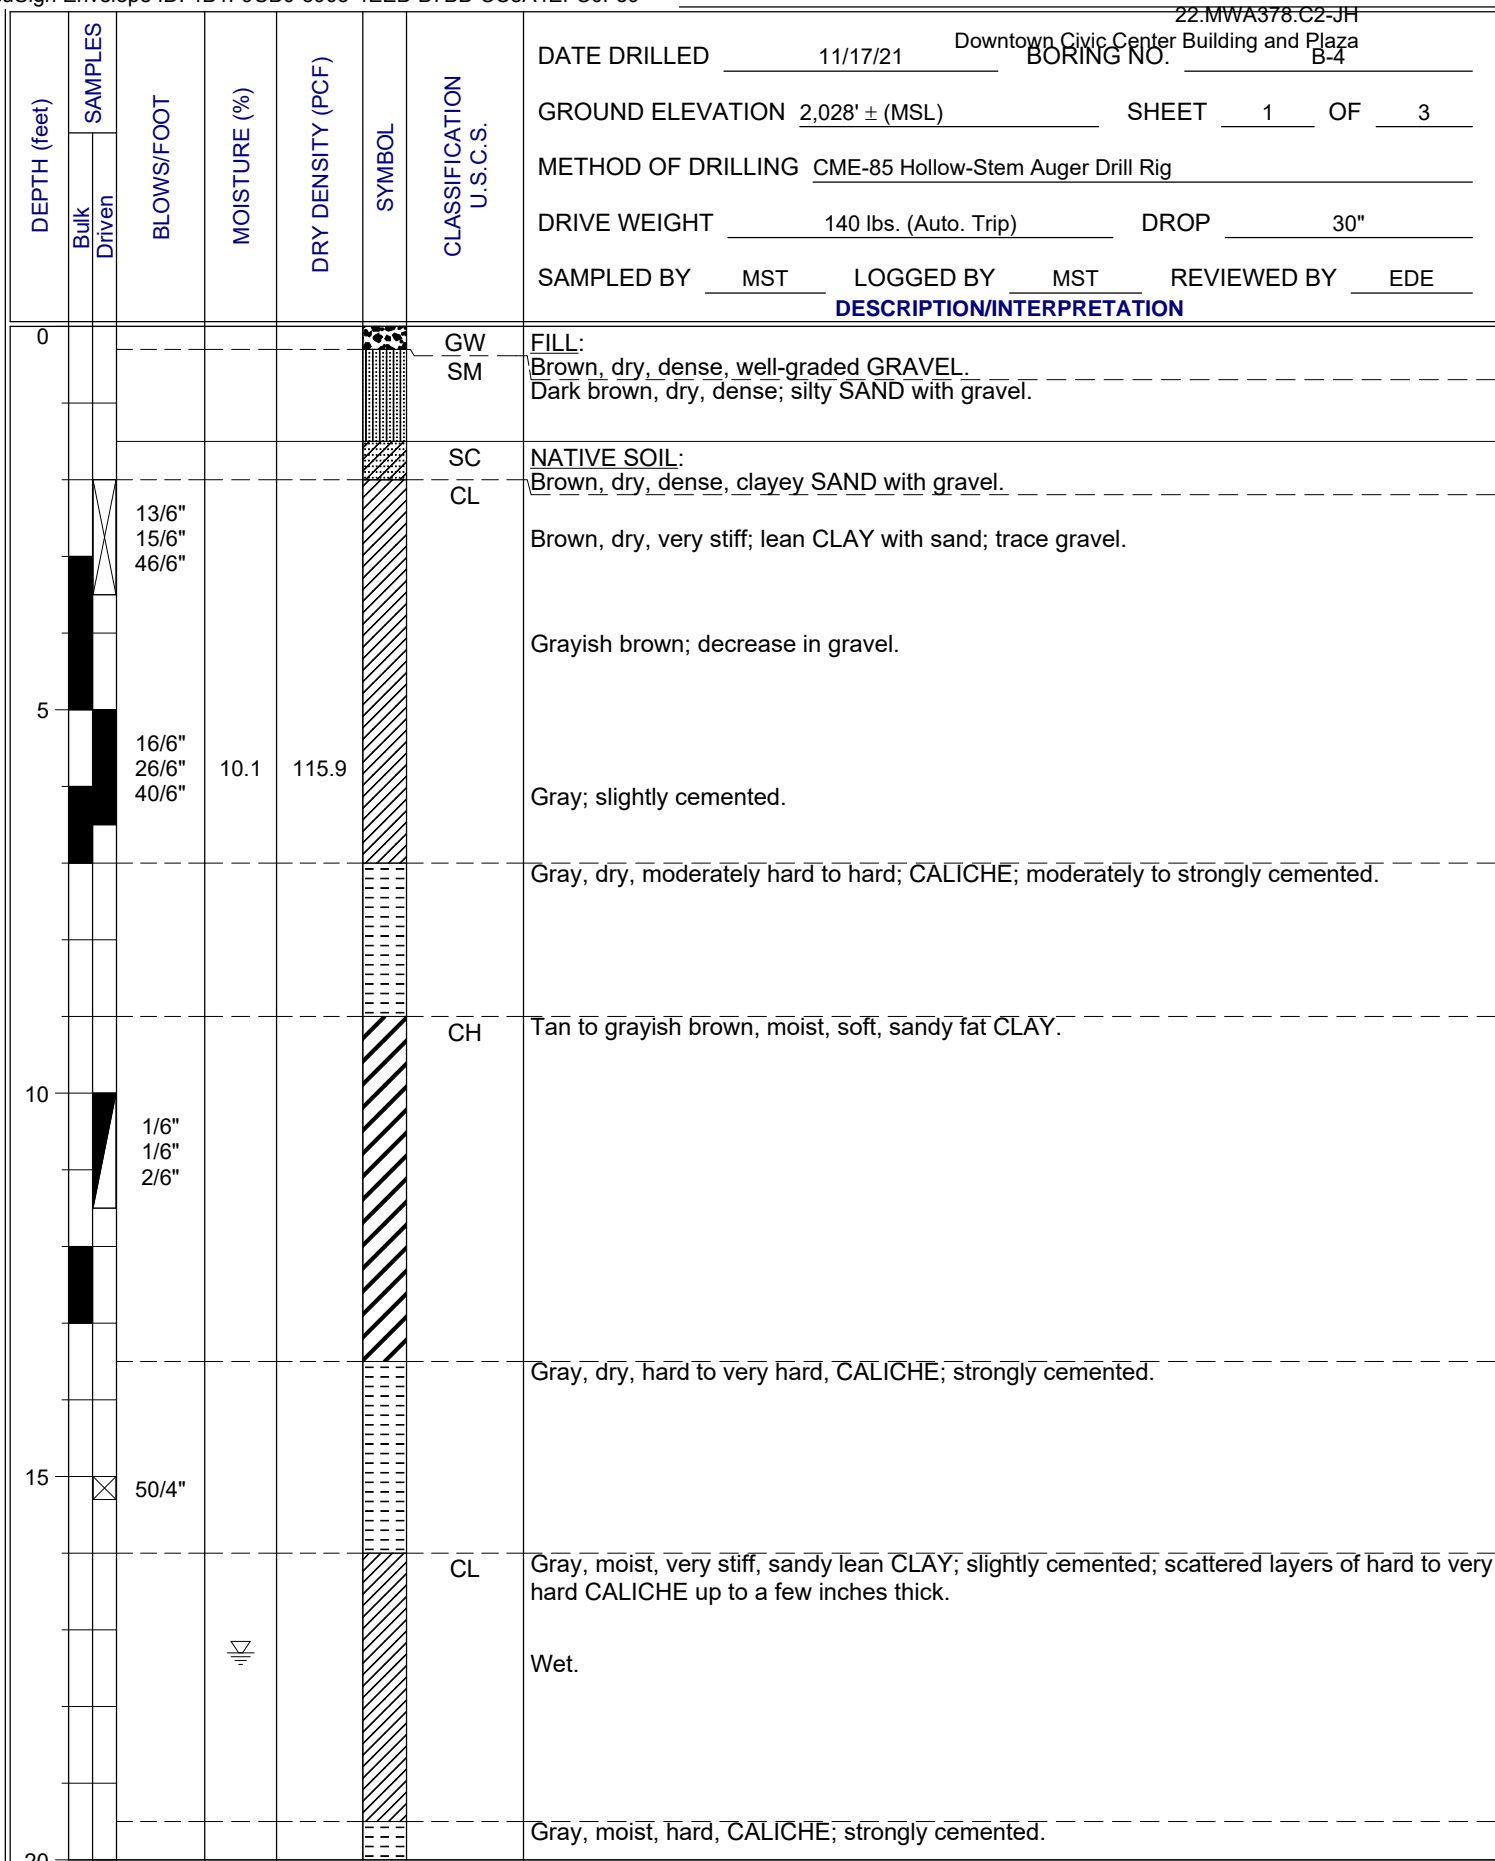 22.MWA378.C2-JH
Downtown Civic Center Building and Plaza
DATE DRILLED 11/17/21 BORING NO. B-4
GROUND ELEVATION 2,028' ± (MSL) SHEET 1 OF 3
METHOD OF DRILLING CME-85 Hollow-Stem Auger Drill Rig
DRIVE WEIGHT 140 lbs. (Auto. Trip) DROP 30"
SAMPLED BY MST LOGGED BY MST REVIEWED BY EDE
DESCRIPTION/INTERPRETATION
DEPTH (feet)
SAMPLES
Bulk
Driven
BLOWS/FOOT
MOISTURE (%)
DRY DENSITY (PCF)
SYMBOL
CLASSIFICATION
U.S.C.S.
0
GW FILL:
Brown, dry, dense, well-graded GRAVEL.
SM
Dark brown, dry, dense; silty SAND with gravel.
SC NATIVE SOIL:
Brown, dry, dense, clayey SAND with gravel.
CL
13/6"
15/6"
46/6"
Brown, dry, very stiff; lean CLAY with sand; trace gravel.
Grayish brown; decrease in gravel.
5
16/6"
26/6" 10.1 115.9
40/6"
Gray; slightly cemented.
Gray, dry, moderately hard to hard; CALICHE; moderately to strongly cemented.
CH Tan to grayish brown, moist, soft, sandy fat CLAY.
10
1/6"
1/6"
2/6"
Gray, dry, hard to very hard, CALICHE; strongly cemented.
15
50/4"
CL Gray, moist, very stiff, sandy lean CLAY; slightly cemented; scattered layers of hard to very
hard CALICHE up to a few inches thick.
Wet.
Gray, moist, hard, CALICHE; strongly cemented.
20